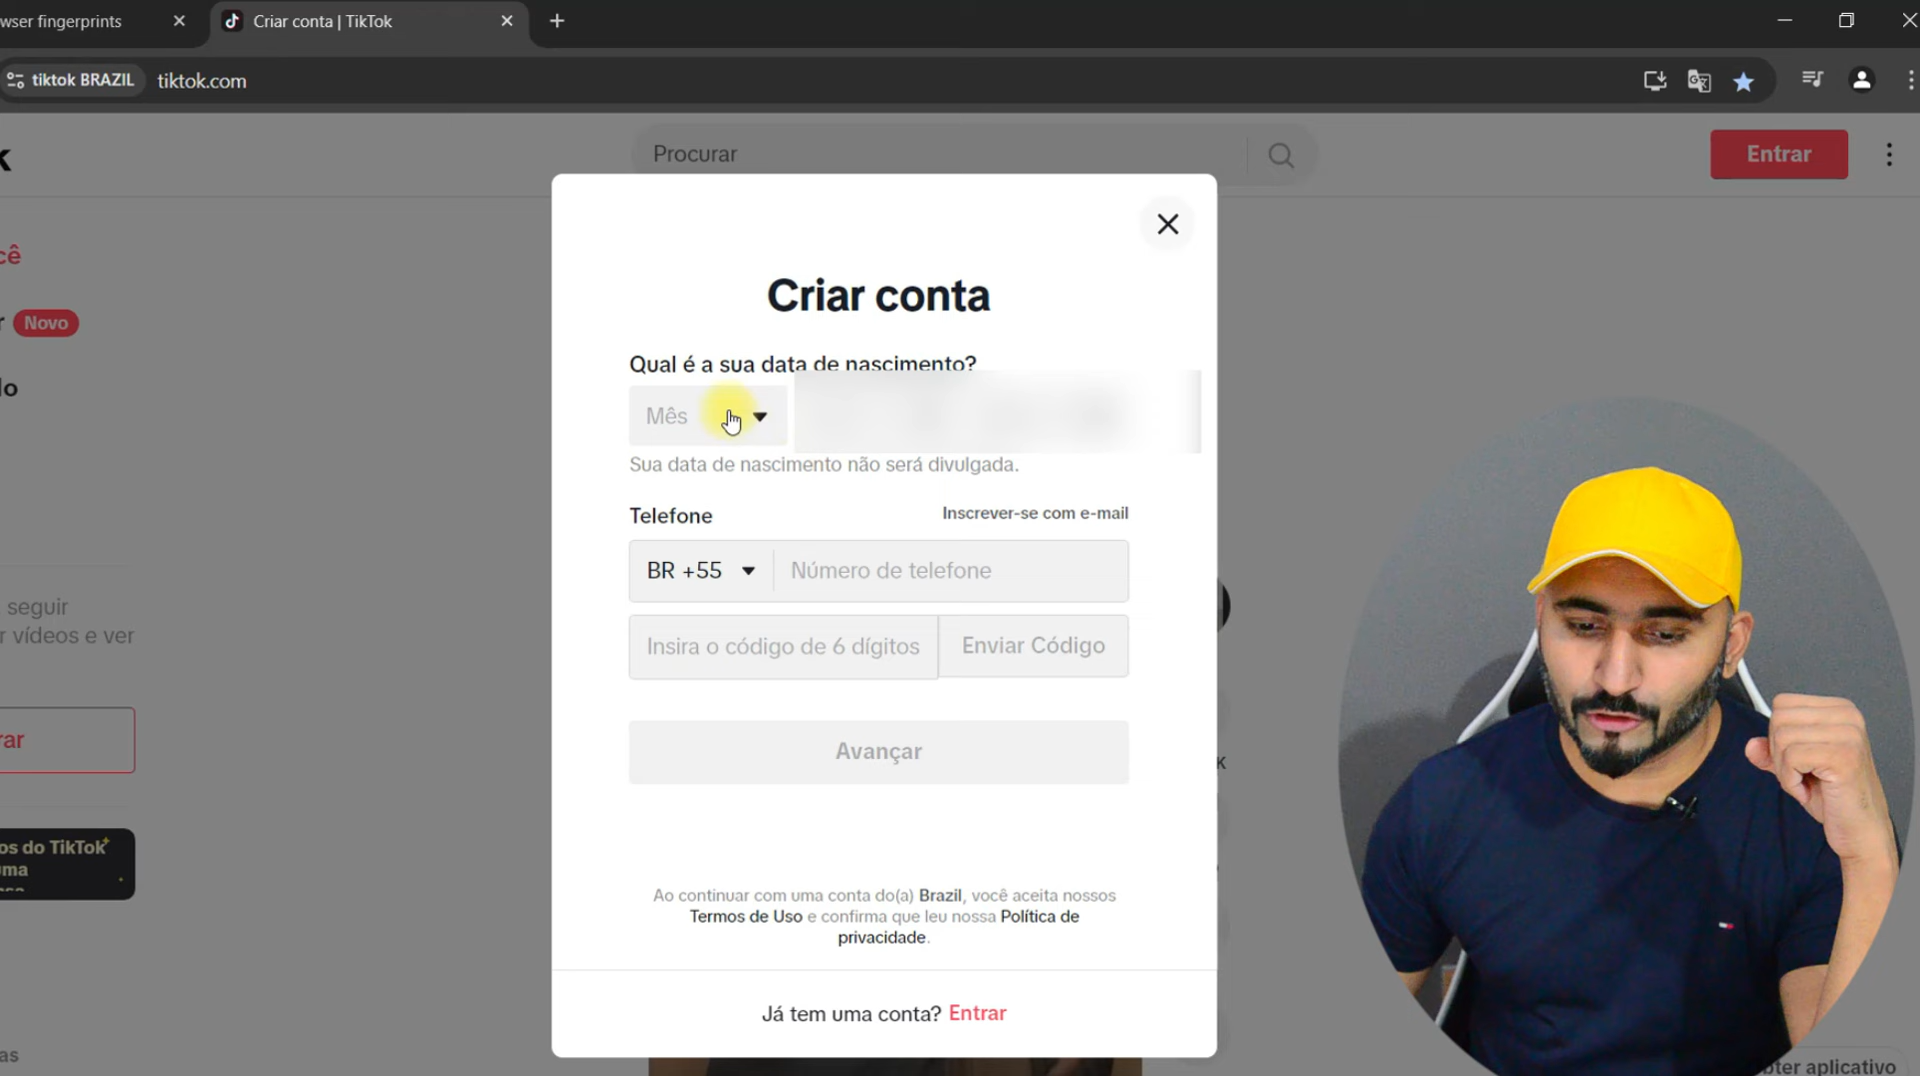 wser fingerprints
Criar conta | TikTok
tiktok BRAZIL
tiktok.com
k
Procurar
Entrar
cê
r Novo
lo
seguir
r vídeos e ver
rar
os do TikTok
ma
as
Criar conta
Qual é a sua data de nascimento?
Mês
Sua data de nascimento não será divulgada.
Telefone
Inscrever-se com e-mail
BR +55
Número de telefone
Insira o código de 6 dígitos
Enviar Código
Avançar
Ao continuar com uma conta do(a) Brazil, você aceita nossos
Termos de Uso e confirma que leu nossa Política de
privacidade.
Já tem uma conta? Entrar
K
bter aplicativo